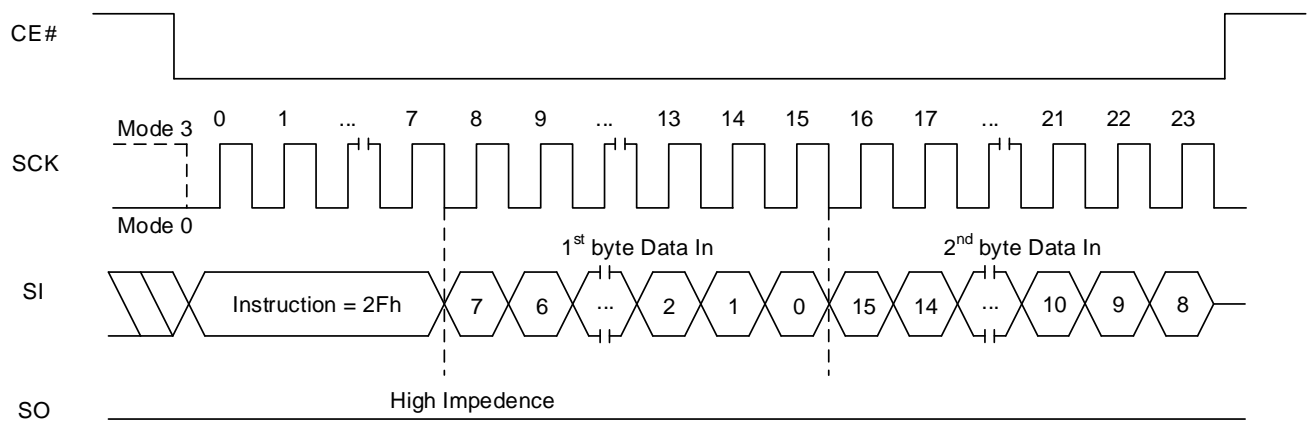 CE#
0 1 ... 7 8 9 ... 13 14 15 16 17 ... 21 22 23
Mode 3
SCK
Mode 0
1st byte Data In 2nd byte Data In
SI Instruction = 2Fh 7 6 ... 2 1 0 15 14 ... 10 9 8
High Impedence
SO